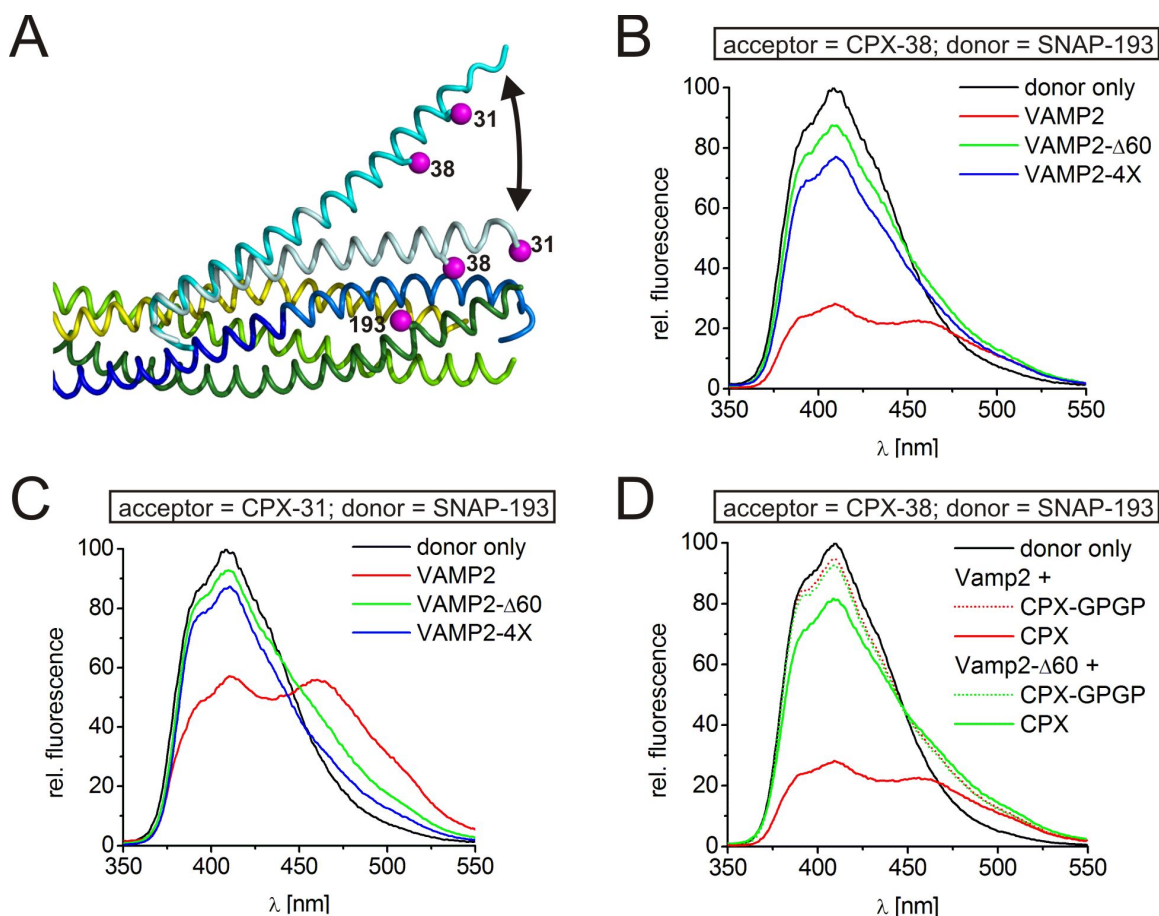 A
31
38
31
38
193
B
acceptor = CPX-38; donor = SNAP-193
donor only
VAMP2
VAMP2-Δ60
VAMP2-4X
rel. fluorescence
100
80
60
40
20
0
350 400 450 500 550
λ [nm]
C
acceptor = CPX-31; donor = SNAP-193
donor only
VAMP2
VAMP2-Δ60
VAMP2-4X
rel. fluorescence
100
80
60
40
20
0
350 400 450 500 550
λ [nm]
D
acceptor = CPX-38; donor = SNAP-193
donor only
Vamp2 +
CPX-GPGP
CPX
Vamp2-Δ60 +
CPX-GPGP
CPX
rel. fluorescence
100
80
60
40
20
0
350 400 450 500 550
λ [nm]